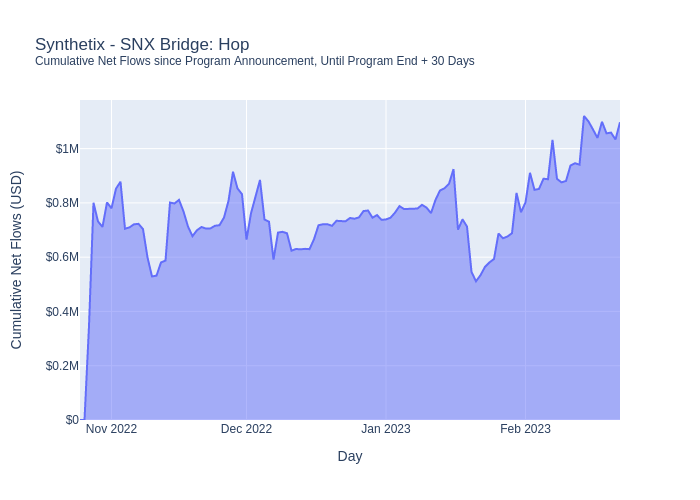 Synthetix - SNX Bridge: Hop
Cumulative Net Flows since Program Announcement, Until Program End + 30 Days
Cumulative Net Flows (USD)
$1M
$0.8M
$0.6M
$0.4M
$0.2M
$0
Nov 2022
Dec 2022
Jan 2023
Feb 2023
Day